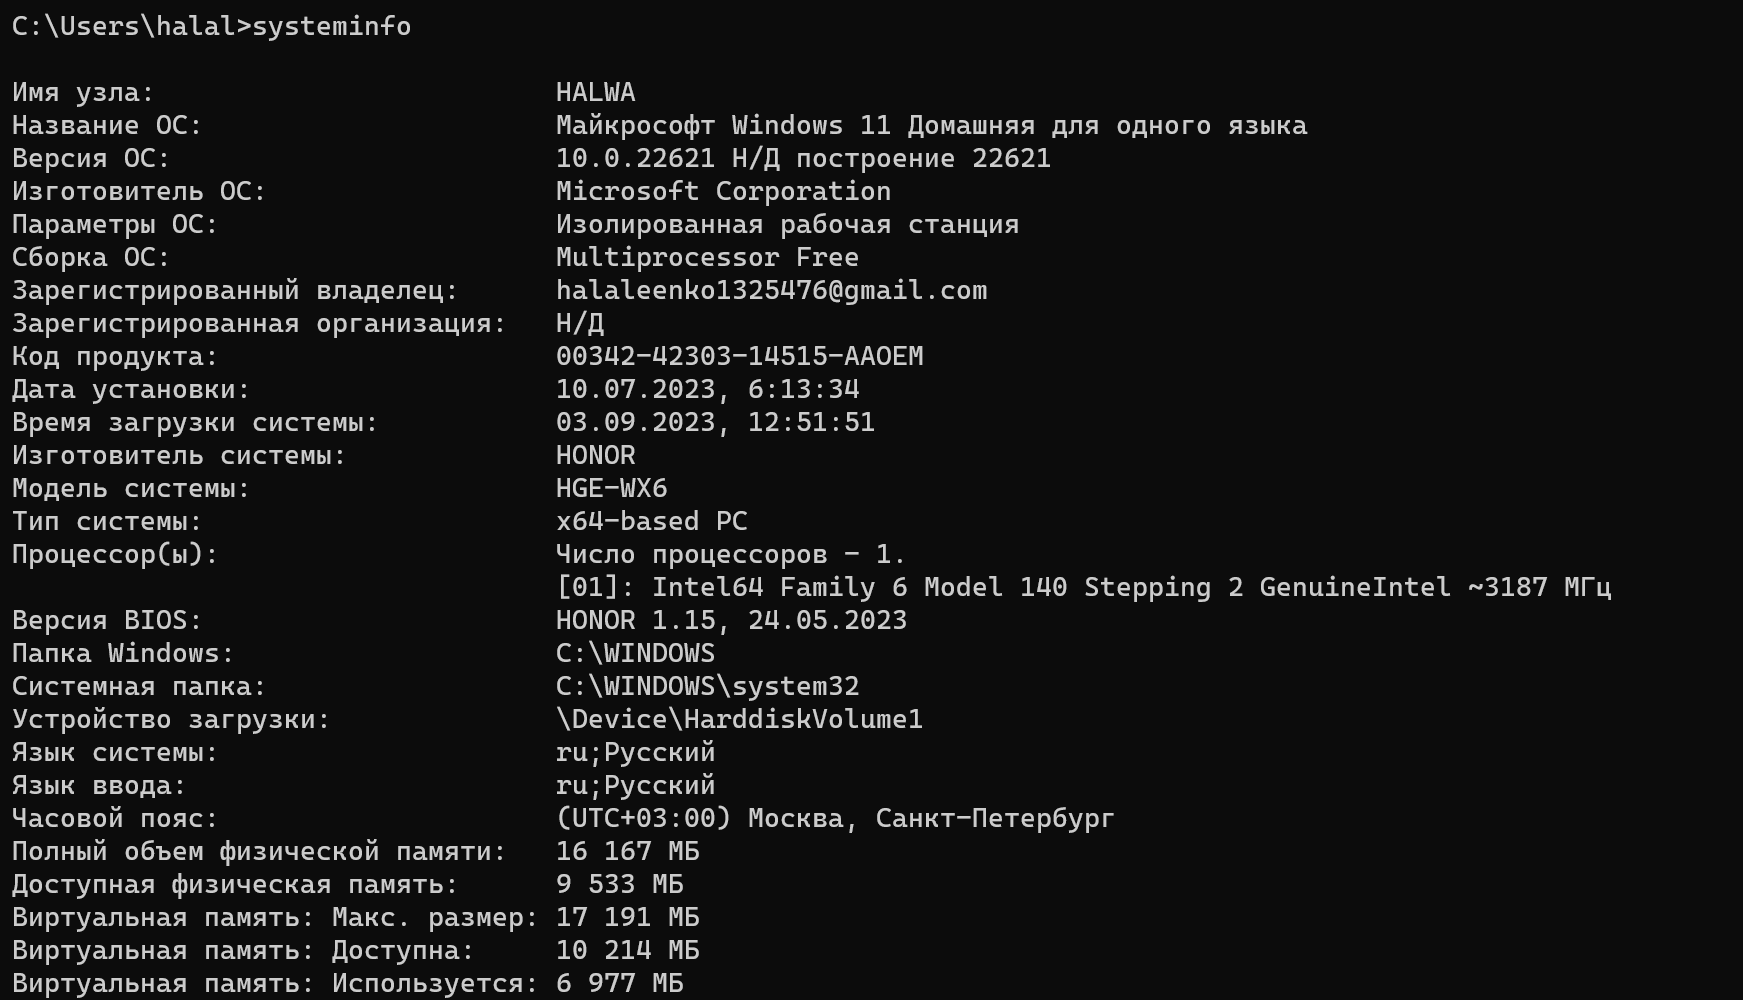 C:\Users\halal>systeminfo
Имя узла: HALWA
Название ОС: Майкрософт Windows 11 Домашняя для одного языка
Версия ОС: 10.0.22621 Н/Д построение 22621
Изготовитель ОС: Microsoft Corporation
Параметры ОС: Изолированная рабочая станция
Сборка ОС: Multiprocessor Free
Зарегистрированный владелец: halaleenko1325476@gmail.com
Зарегистрированная организация: Н/Д
Код продукта: 00342-42303-14515-AAOEM
Дата установки: 10.07.2023, 6:13:34
Время загрузки системы: 03.09.2023, 12:51:51
Изготовитель системы: HONOR
Модель системы: HGE-WX6
Тип системы: x64-based PC
Процессор(ы): Число процессоров - 1.
[01]: Intel64 Family 6 Model 140 Stepping 2 GenuineIntel ~3187 МГц
Версия BIOS: HONOR 1.15, 24.05.2023
Папка Windows: C:\WINDOWS
Системная папка: C:\WINDOWS\system32
Устройство загрузки: \Device\HarddiskVolume1
Язык системы: ru;Русский
Язык ввода: ru;Русский
Часовой пояс: (UTC+03:00) Москва, Санкт-Петербург
Полный объем физической памяти: 16 167 МБ
Доступная физическая память: 9 533 МБ
Виртуальная память: Макс. размер: 17 191 МБ
Виртуальная память: Доступна: 10 214 МБ
Виртуальная память: Используется: 6 977 МБ